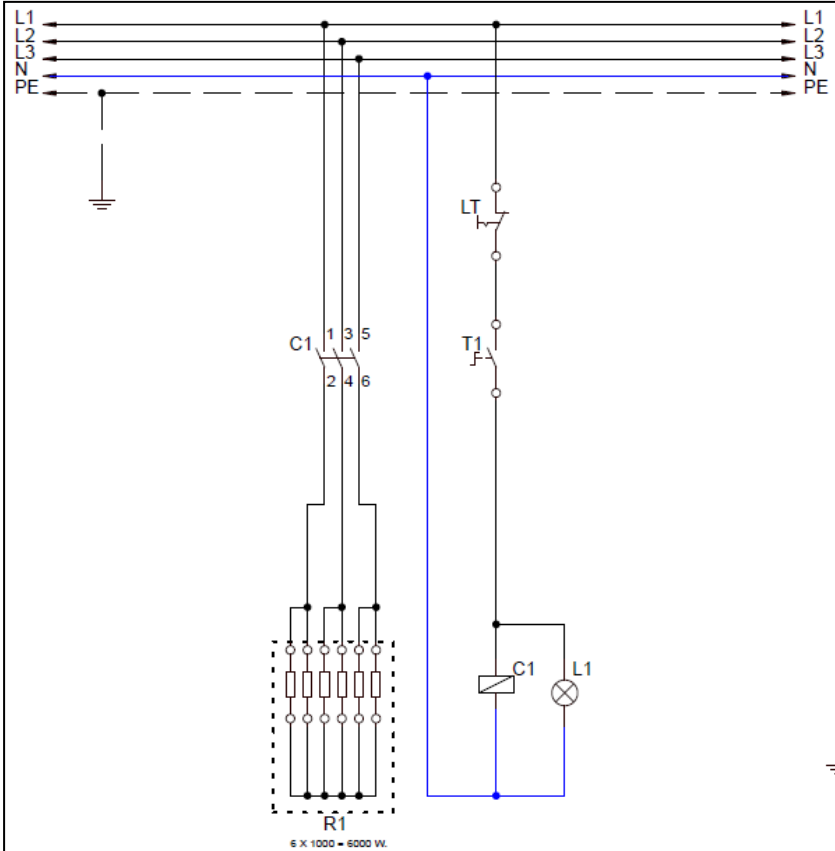 L1 L1
L2 L2
L3 L3
N N
PE PE
LT
1 3 5
C1 T1
2 4 6
C1 L1
R1
6 X 1000 = 6000 W.